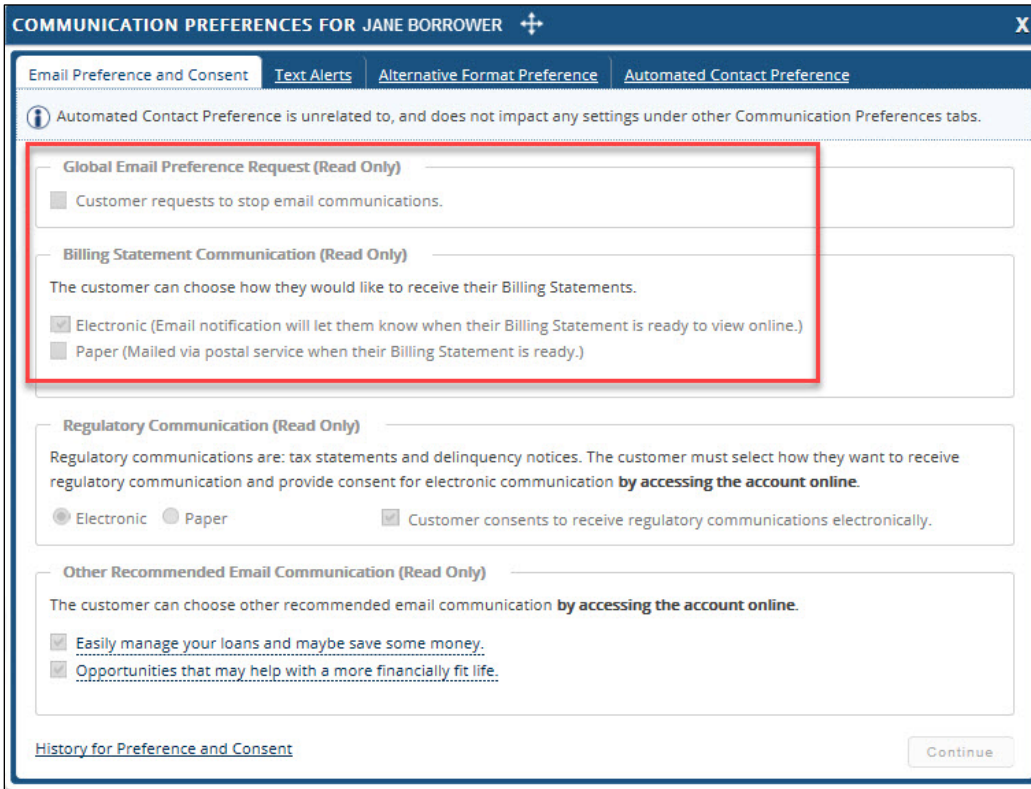 COMMUNICATION PREFERENCES FOR JANE BORROWER X
Email Preference and Consent Text Alerts Alternative Format Preference Automated Contact Preference
Automated Contact Preference is unrelated to, and does not impact any settings under other Communication Preferences tabs.
Global Email Preference Request (Read Only)
Customer requests to stop email communications.
Billing Statement Communication (Read Only)
The customer can choose how they would like to receive their Billing Statements.
Electronic (Email notification will let them know when their Billing Statement is ready to view online.)
Paper (Mailed via postal service when their Billing Statement is ready.)
Regulatory Communication (Read Only)
Regulatory communications are: tax statements and delinquency notices. The customer must select how they want to receive
regulatory communication and provide consent for electronic communication by accessing the account online.
Electronic Paper Customer consents to receive regulatory communications electronically.
Other Recommended Email Communication (Read Only)
The customer can choose other recommended email communication by accessing the account online.
Easily manage your loans and maybe save some money.
Opportunities that may help with a more financially fit life.
History for Preference and Consent Continue